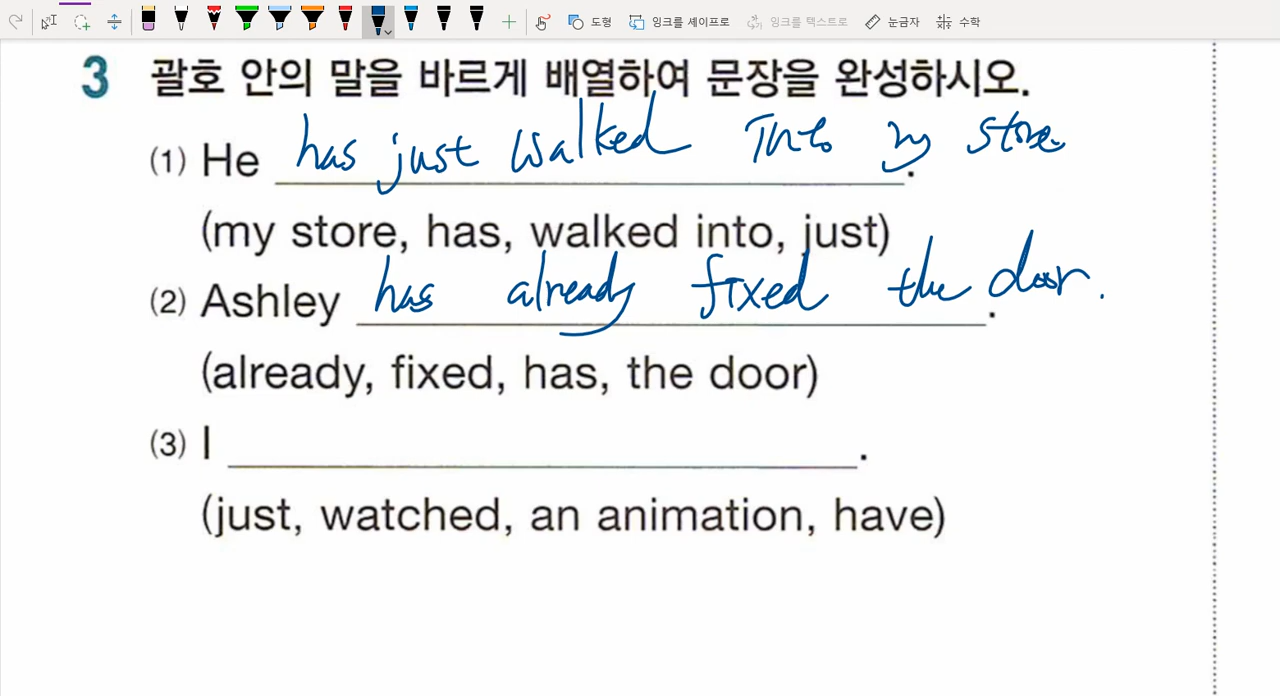 도형 잉크를 셰이프로 잉크를 텍스트로 눈금자 수학
3 괄호 안의 말을 바르게 배열하여 문장을 완성하시오.
(1) He has just walked into my store.
(my store, has, walked into, just)
(2) Ashley has already fixed the door.
(already, fixed, has, the door)
(3) I .
(just, watched, an animation, have)